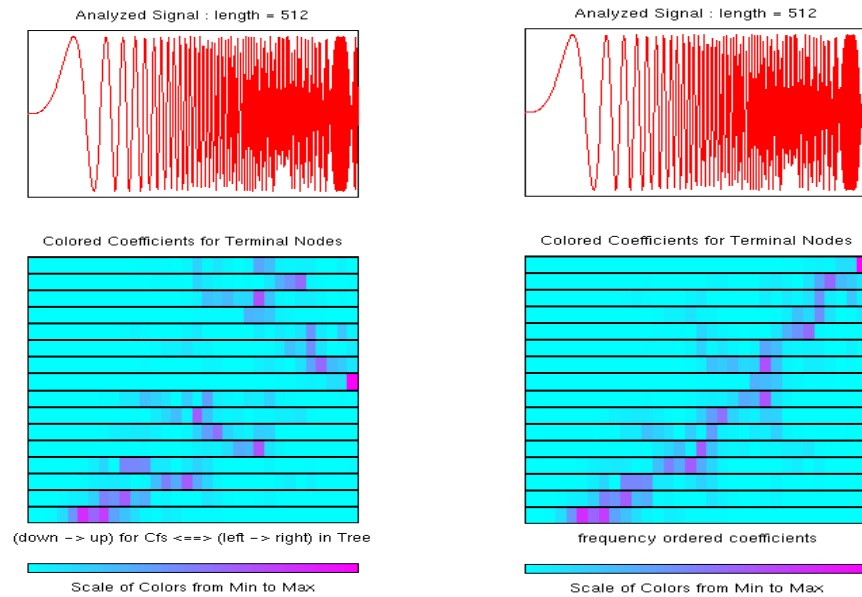 Analyzed Signal : length = 512
Analyzed Signal : length = 512
Colored Coefficients for Terminal Nodes
Colored Coefficients for Terminal Nodes
(down -> up) for Cfs <==> (left -> right) in Tree
frequency ordered coefficients
Scale of Colors from Min to Max
Scale of Colors from Min to Max